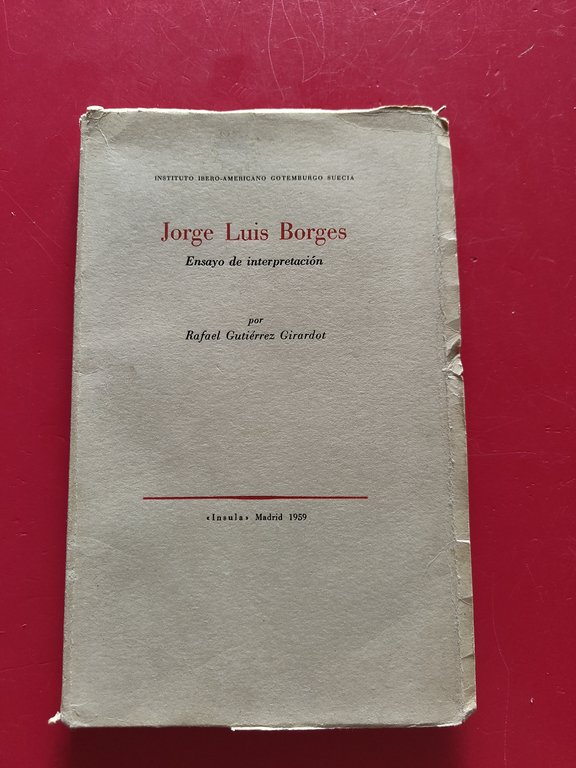 INSTITUTO IBERO-AMERICANO GOTEMBURGO SUECIA
Jorge Luis Borges
Ensayo de interpretación
por
Rafael Gutiérrez Girardot
«Insula» Madrid 1959